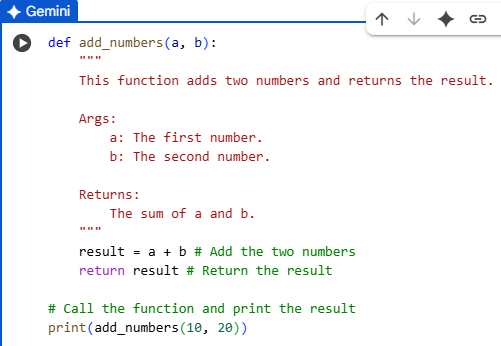 Gemini
def add_numbers(a, b):
    """
    This function adds two numbers and returns the result.

    Args:
        a: The first number.
        b: The second number.

    Returns:
        The sum of a and b.
    """
    result = a + b # Add the two numbers
    return result # Return the result

# Call the function and print the result
print(add_numbers(10, 20))